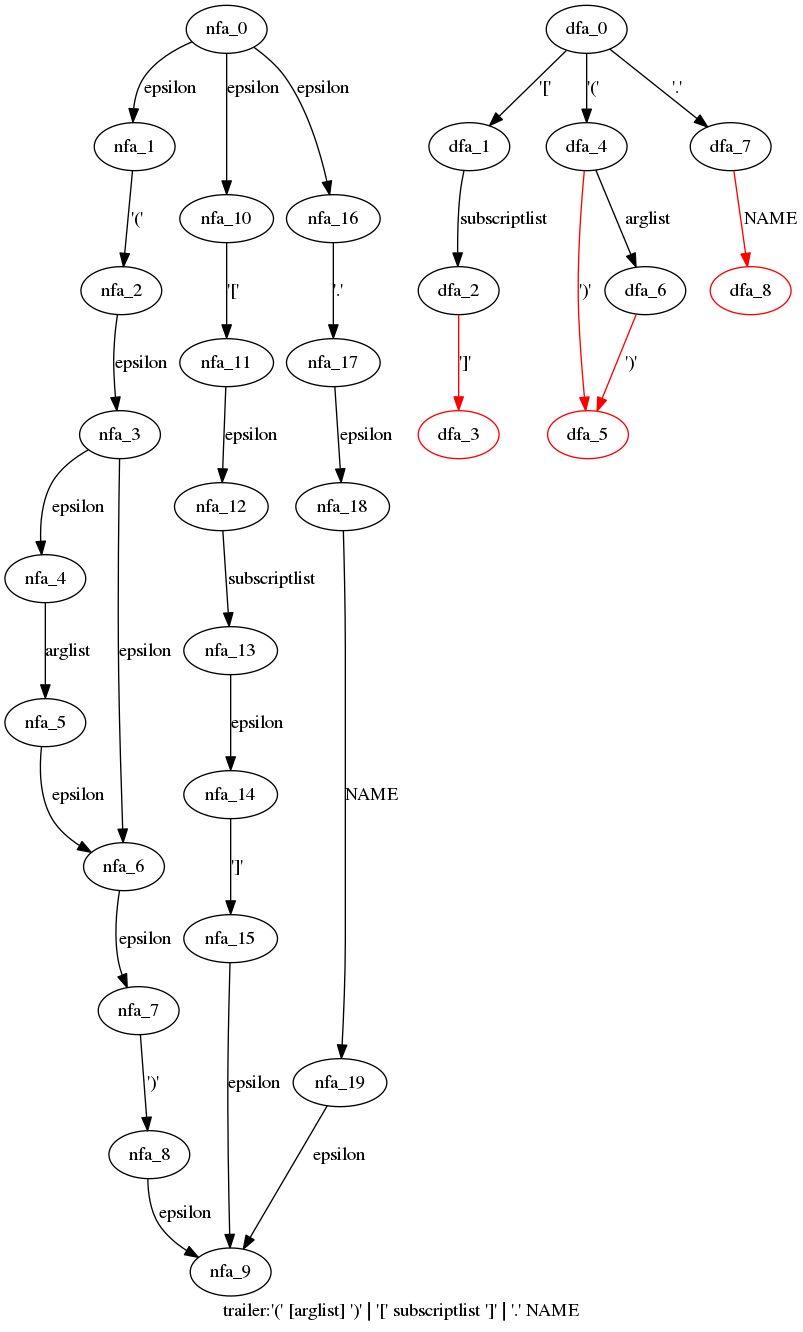 nfa_0 dfa_0
epsilon epsilon epsilon '[' '(' '.'
nfa_1 dfa_1 dfa_4 dfa_7
'(' nfa_10 nfa_16 subscriptlist ')' arglist NAME
nfa_2 '[' '.' dfa_2 dfa_6 dfa_8
epsilon nfa_11 nfa_17 ']' ')'
nfa_3 epsilon epsilon dfa_3 dfa_5
epsilon nfa_12 nfa_18
nfa_4 subscriptlist
arglist epsilon nfa_13
nfa_5 epsilon
epsilon nfa_14 NAME
nfa_6 ']'
epsilon nfa_15
nfa_7
')' epsilon nfa_19
nfa_8 epsilon
epsilon
nfa_9
trailer:'(' [arglist] ')' | '[' subscriptlist ']' | '.' NAME